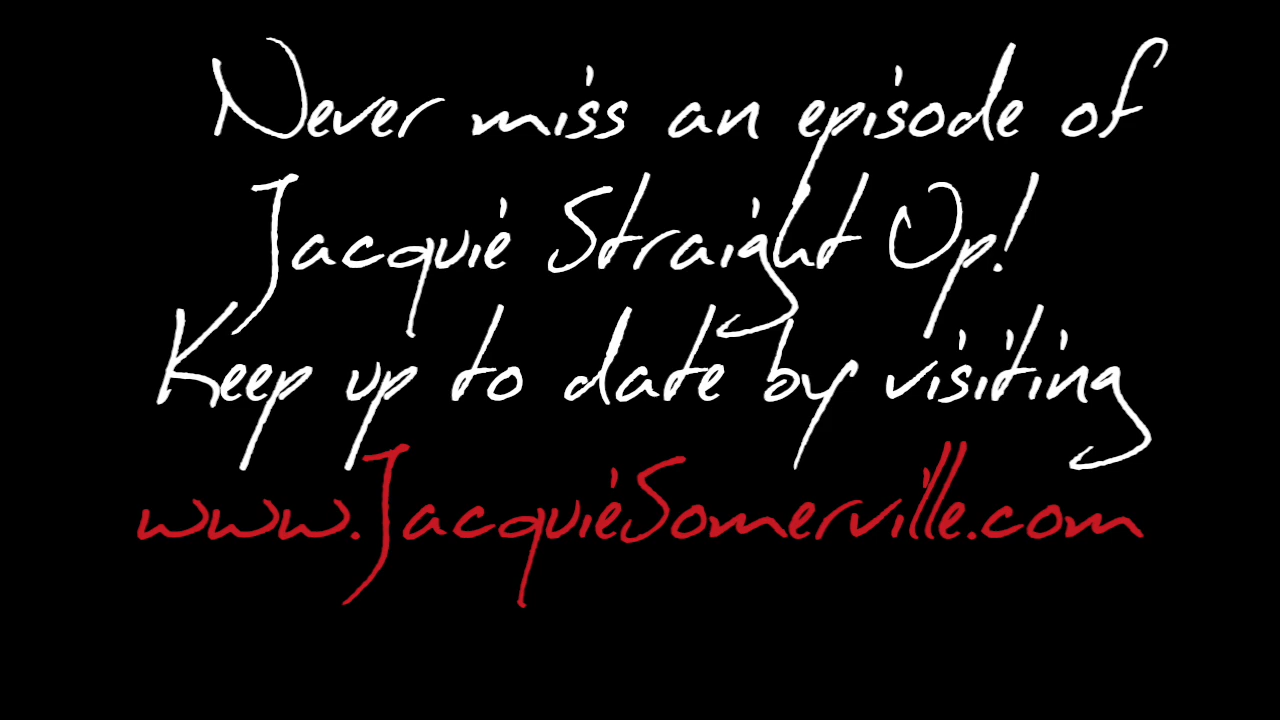 Never miss an episode of
Jacquie Straight Up!
Keep up to date by visiting
www.JacquieSomerville.com